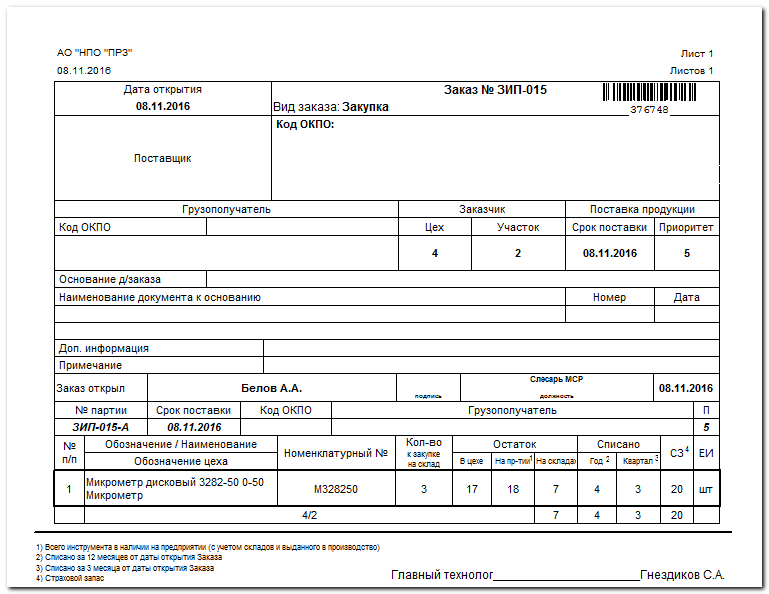 АО "НПО "ПРЗ" Лист 1
08.11.2016 Листов 1
Дата открытия Заказ № ЗИП-015
08.11.2016 Вид заказа: Закупка 376748
Код ОКПО:
Поставщик
Грузополучатель Заказчик Поставка продукции
Код ОКПО Цех Участок Срок поставки Приоритет
4 2 08.11.2016 5
Основание д/заказа
Наименование документа к основанию Номер Дата
Доп. информация
Примечание
Слесарь МСР
Заказ открыл Белов А.А. 08.11.2016
подпись должность
№ партии Срок поставки Код ОКПО Грузополучатель П
ЗИП-015-А 08.11.2016 5
№ п/п Обозначение / Наименование Номенклатурный № Кол-во к закупке на склад Остаток Списано СЗ 4 ЕИ
Обозначение цеха В цехе На пр-тии 1 На складах Год 2 Квартал 3
1 Микрометр дисковый 3282-50 0-50 М328250 3 17 18 7 4 3 20 шт
Микрометр
4/2 7 4 3 20
1) Всего инструмента в наличии на предприятии (с учетом складов и выданного в производство)
2) Списано за 12 месяцев от даты открытия Заказа
3) Списано за 3 месяца от даты открытия Заказа
4) Страховой запас
Главный технолог Гнездиков С.А.